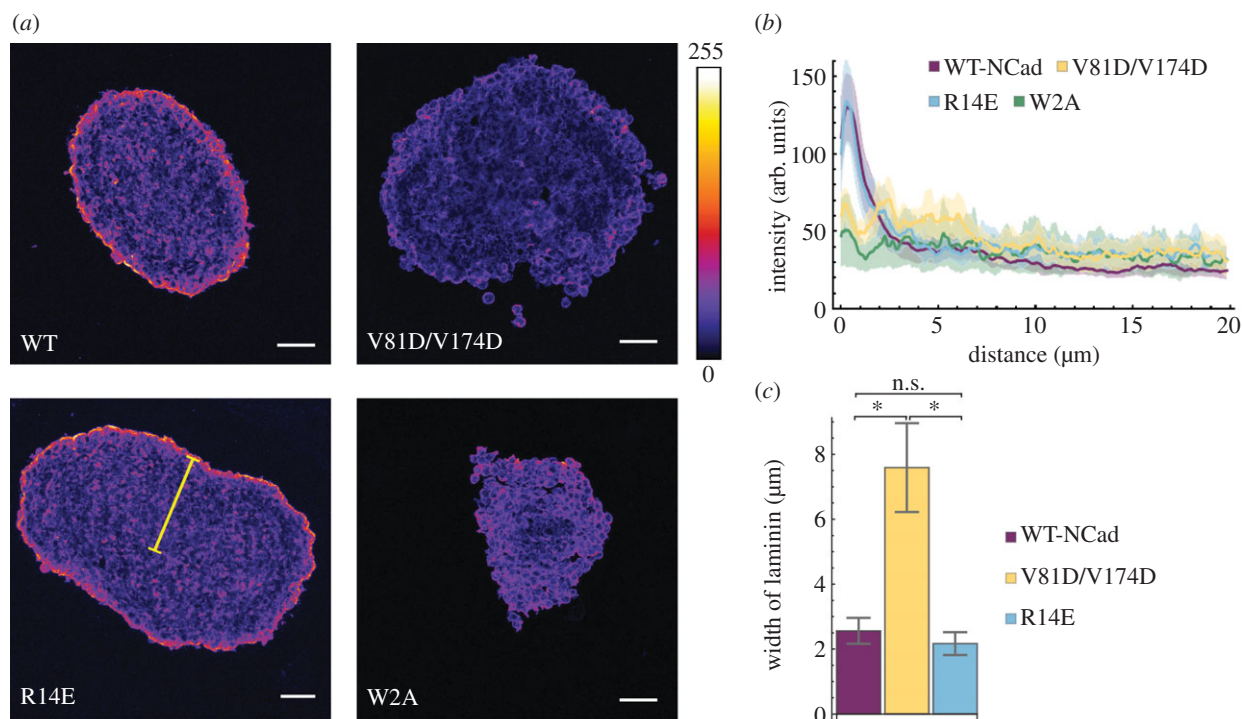 (a)
WT
V81D/V174D
255
0
R14E
W2A
(b)
WT-NCad V81D/V174D
R14E W2A
150
100
50
0
intensity (arb. units)
0 5 10 15 20
distance (µm)
(c)
n.s.
* *
8
6
4
2
0
width of laminin (µm)
WT-NCad
V81D/V174D
R14E